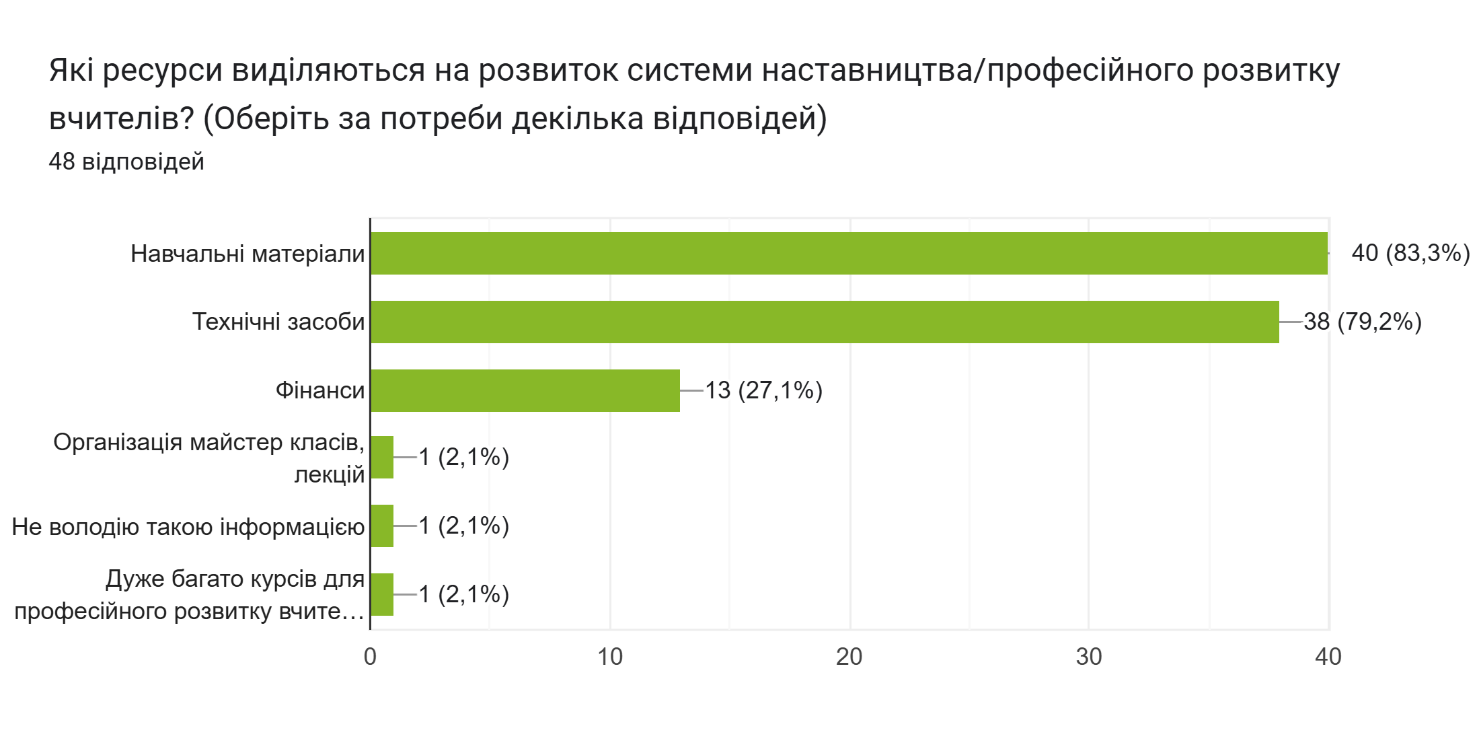 Які ресурси виділяються на розвиток системи наставництва/професійного розвитку
вчителів? (Оберіть за потреби декілька відповідей)
48 відповідей
Навчальні матеріали
40 (83,3%)
Технічні засоби
38 (79,2%)
Фінанси
13 (27,1%)
Організація майстер класів,
лекцій
1 (2,1%)
Не володію такою інформацією
1 (2,1%)
Дуже багато курсів для
професійного розвитку вчите…
1 (2,1%)
0 10 20 30 40